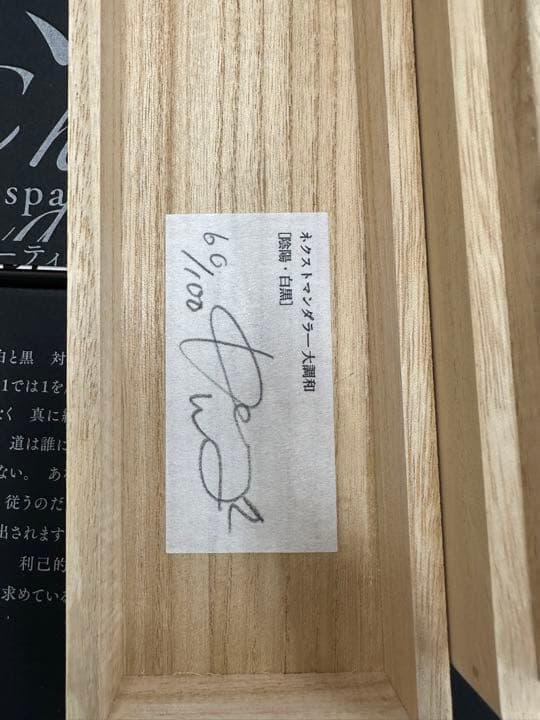 ネクストマンダラー大調和
[陰陽・白黒]
69/100
Ch
spa
ーティ
白と黒　対
1では1を
く　真に
道は誰に
ない。　あ
従うのだ
出されます
利己的
求めている